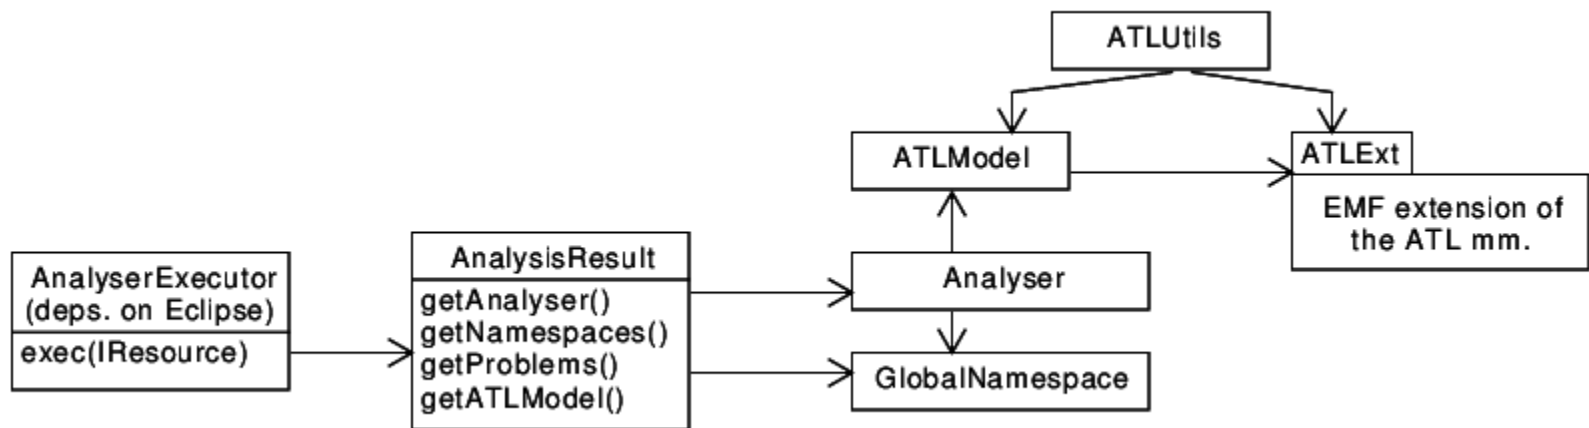 ATLUtils
ATLModel
ATLExt
EMF extension of
the ATL mm.
AnalyserExecutor
(deps. on Eclipse)
exec(IResource)
AnalysisResult
getAnalyser()
getNamespaces()
getProblems()
getATLModel()
Analyser
GlobalNamespace